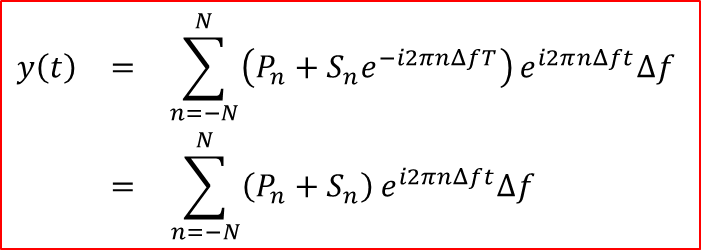 y(t) = ∑_{n=-N}^{N} (P_n + S_n e^{-i2πnΔfT}) e^{i2πnΔft} Δf
= ∑_{n=-N}^{N} (P_n + S_n) e^{i2πnΔft} Δf